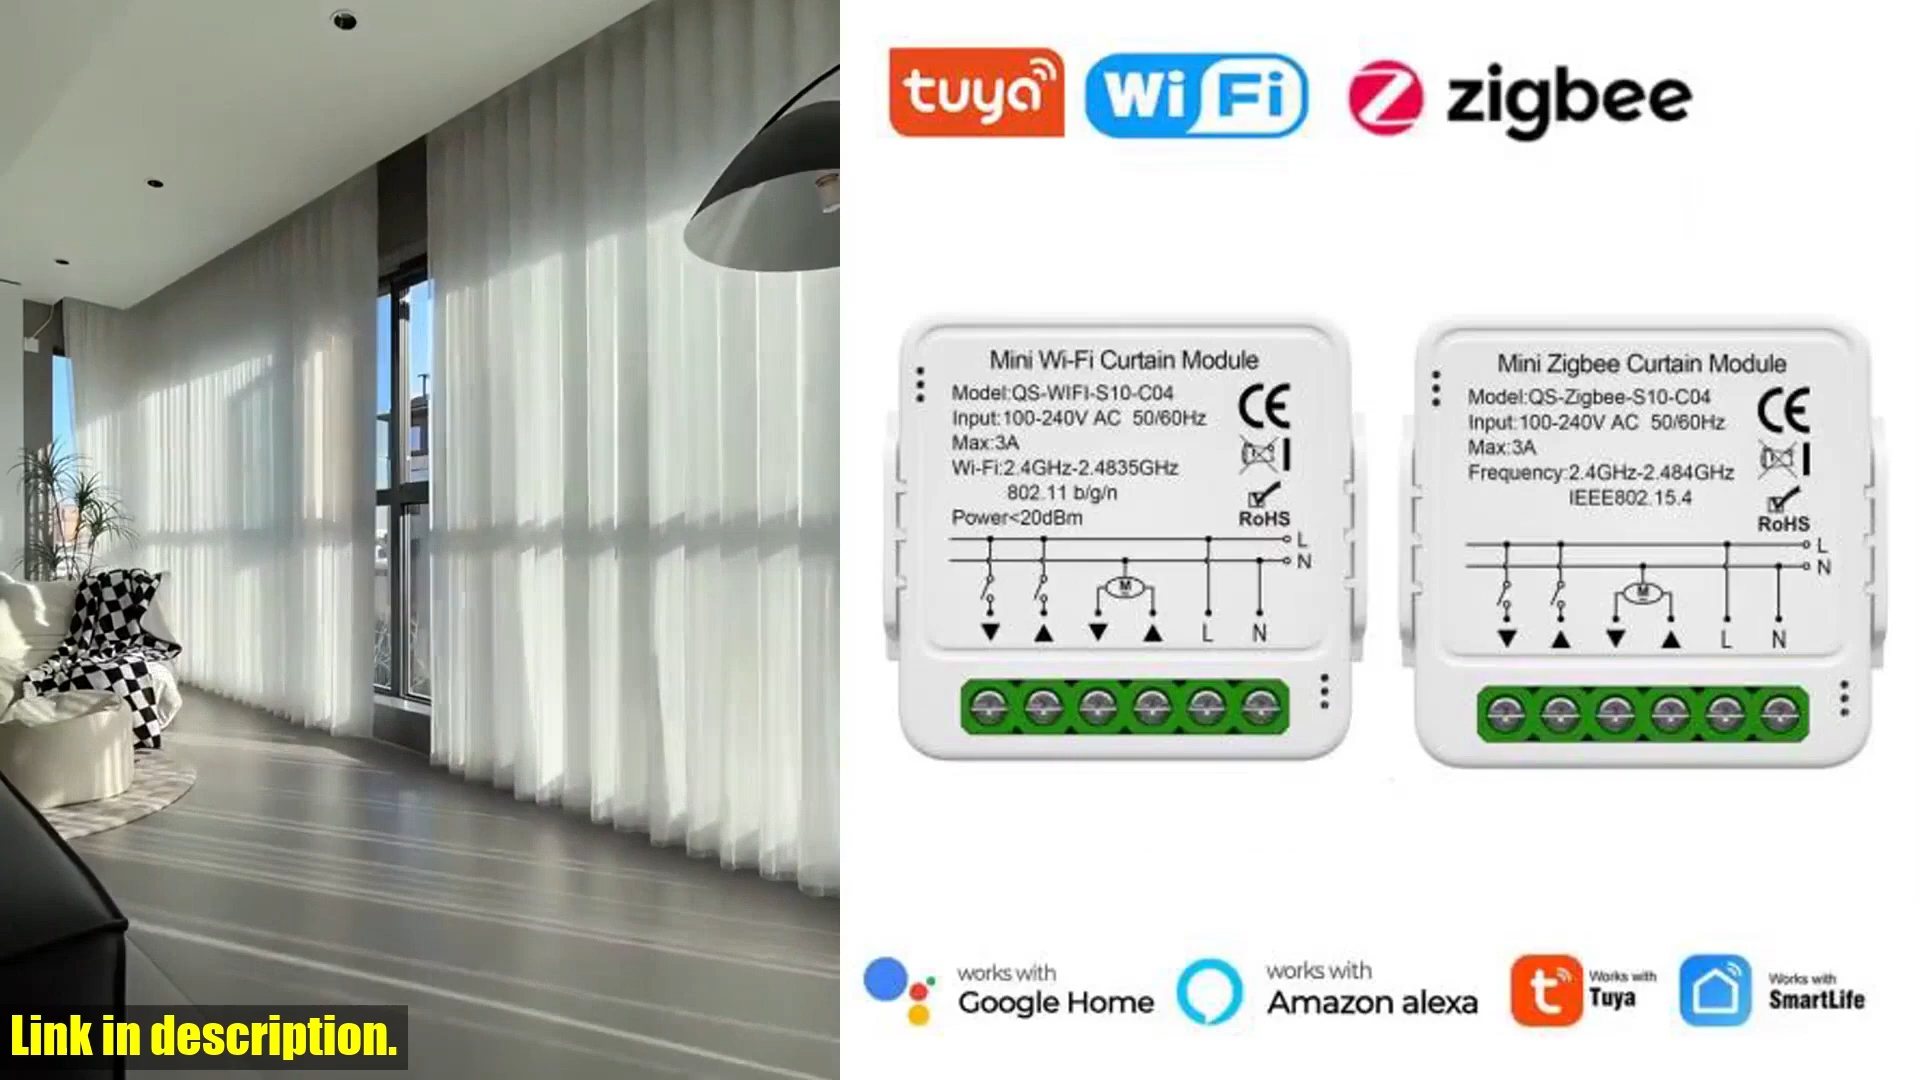 tuya WiFi zigbee
Mini Wi-Fi Curtain Module
Model:QS-WIFI-S10-C04
Input:100-240V AC 50/60Hz
Max:3A
Wi-Fi:2.4GHz-2.4835GHz
802.11 b/g/n
Power<20dBm
CE
RoHS
L
N
M
L N
Mini Zigbee Curtain Module
Model:QS-Zigbee-S10-C04
Input:100-240V AC 50/60Hz
Max:3A
Frequency:2.4GHz-2.484GHz
IEEE802.15.4
CE
RoHS
L
N
M
L N
works with
Google Home
works with
Amazon alexa
Works with
Tuya
Works with
SmartLife
Link in description.